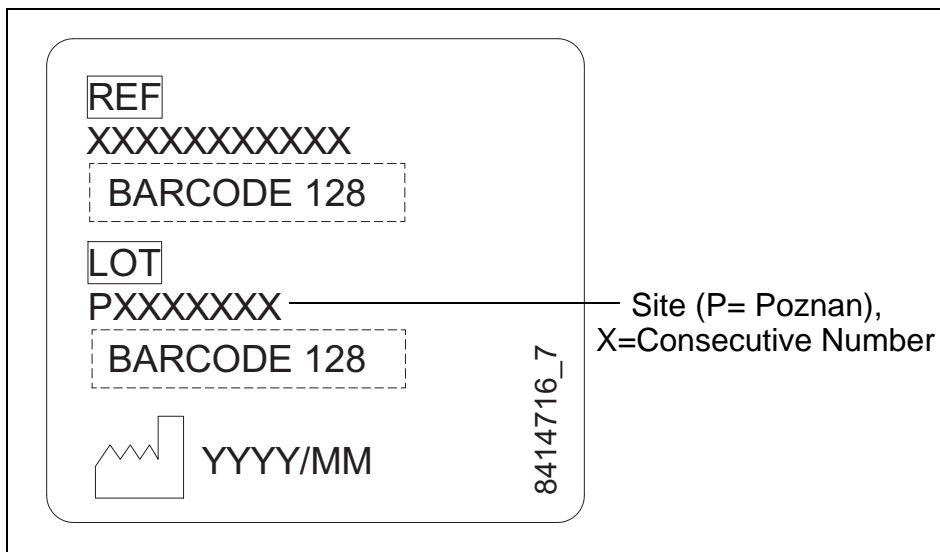 REF
XXXXXXXXXXX
BARCODE 128
LOT
PXXXXXXX
Site (P= Poznan),
X=Consecutive Number
BARCODE 128
YYYY/MM
8414716_7